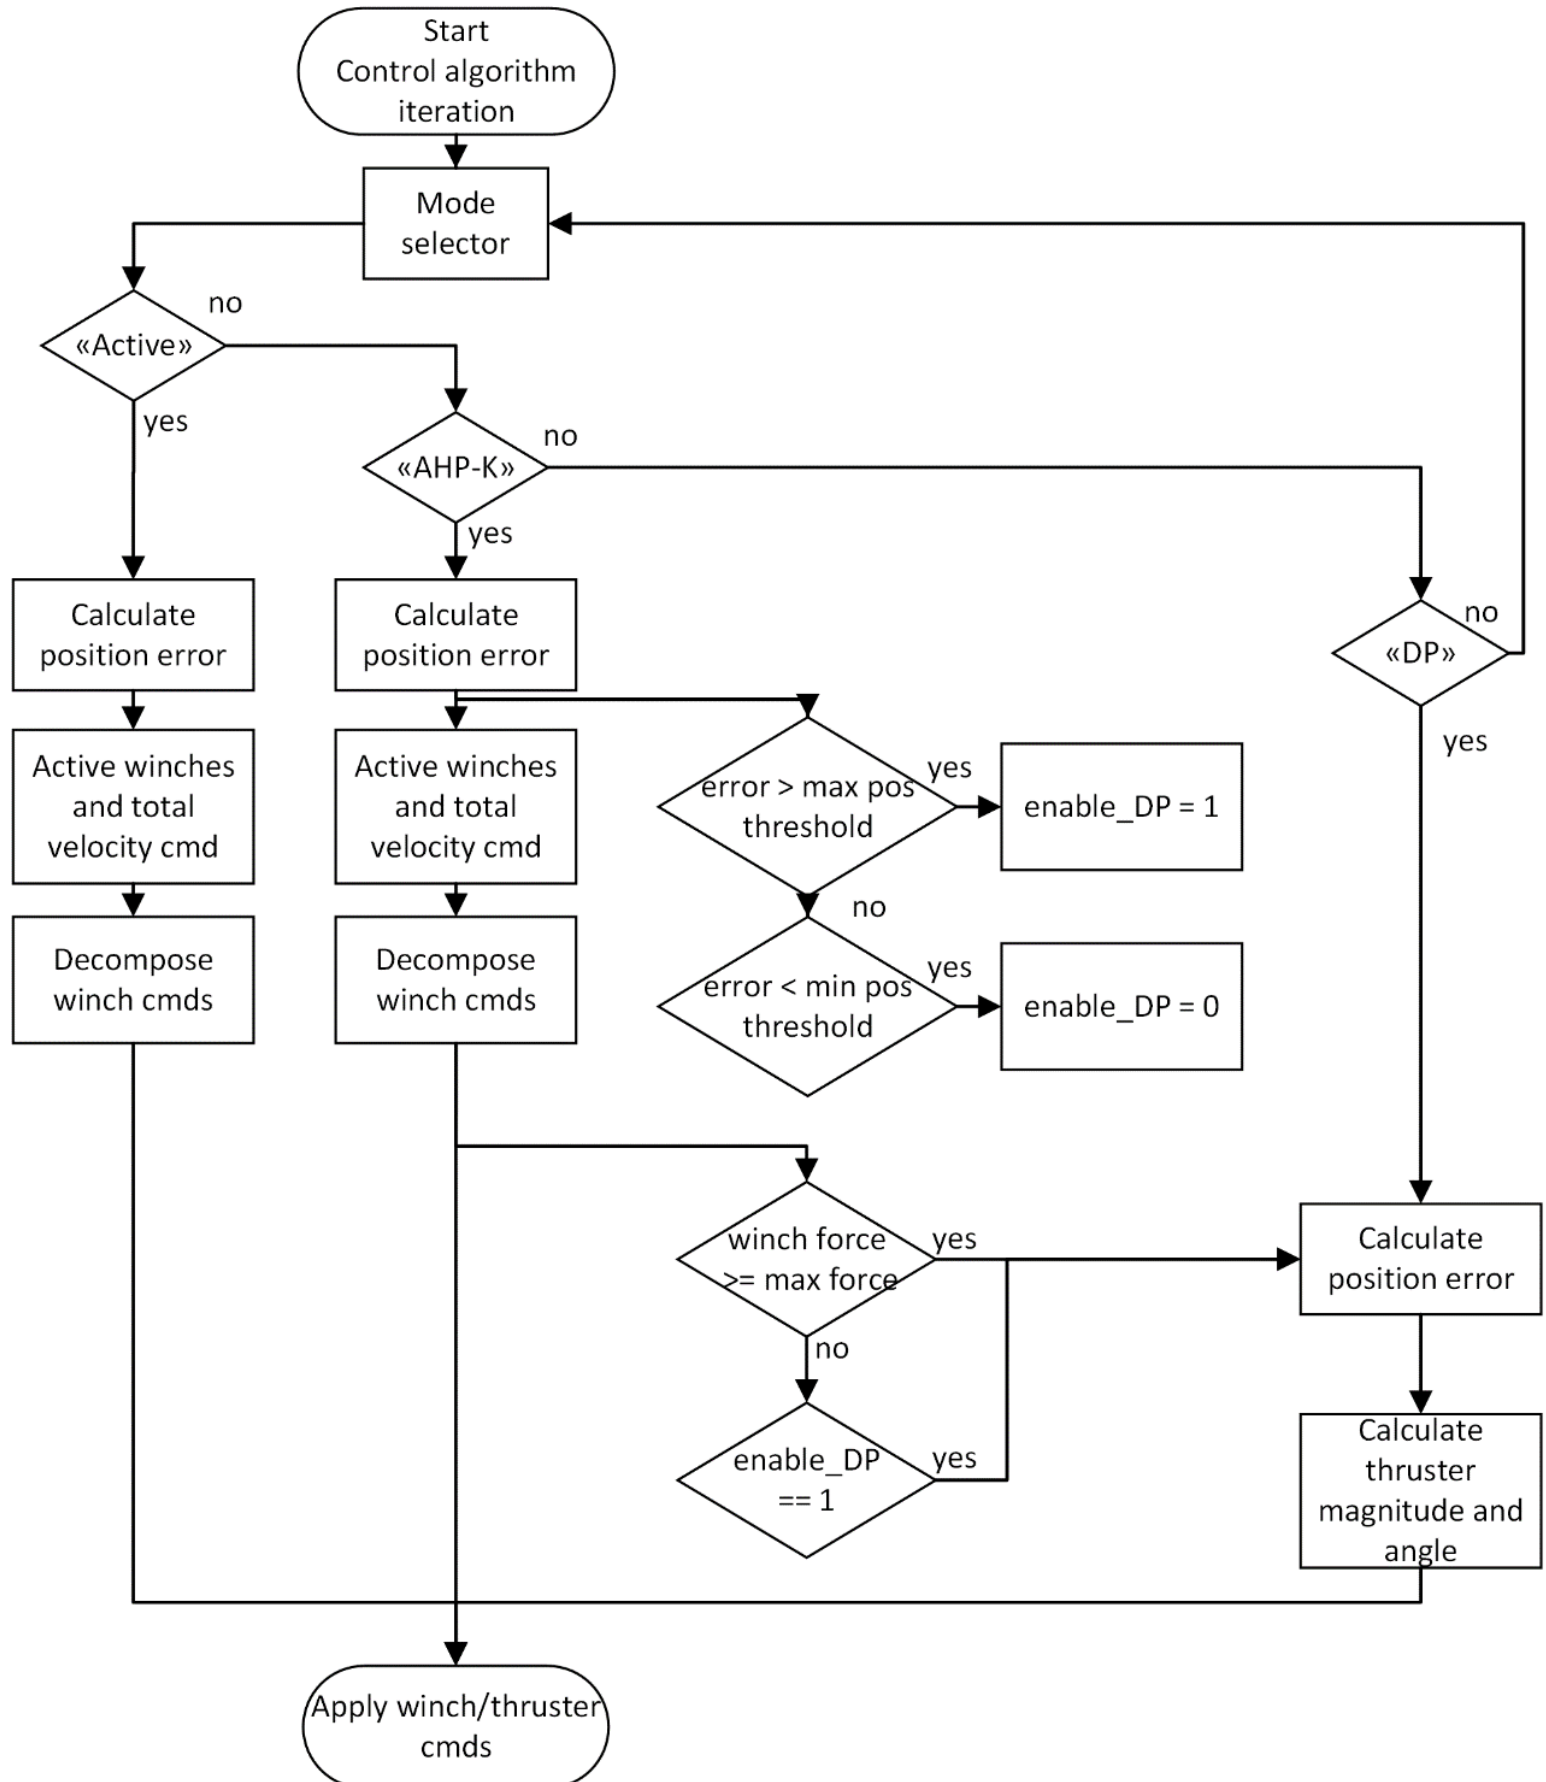 Start
Control algorithm
iteration
Mode
selector
no
«Active»
yes
no
«AHP-K»
yes
no
«DP»
yes
Calculate
position error
Calculate
position error
Active winches
and total
velocity cmd
Active winches
and total
velocity cmd
error > max pos
threshold
yes
enable_DP = 1
no
Decompose
winch cmds
Decompose
winch cmds
error < min pos
threshold
yes
enable_DP = 0
winch force
>= max force
yes
Calculate
position error
no
enable_DP
== 1
yes
Calculate
thruster
magnitude and
angle
Apply winch/thruster
cmds